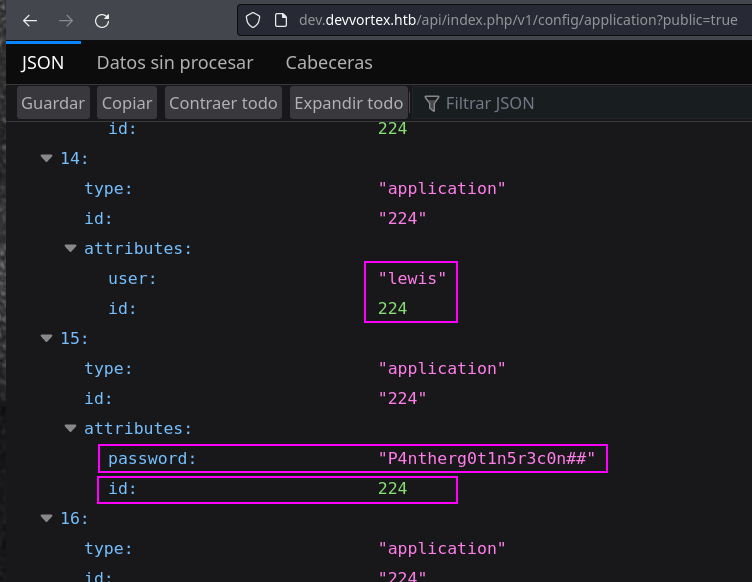 dev.devvortex.htb/api/index.php/v1/config/application?public=true
JSON Datos sin procesar Cabeceras
Guardar Copiar Contraer todo Expandir todo Filtrar JSON
id: 224
14:
type: "application"
id: "224"
attributes:
user: "lewis"
id: 224
15:
type: "application"
id: "224"
attributes:
password: "P4ntherg0t1n5r3c0n##"
id: 224
16:
type: "application"
id: "224"